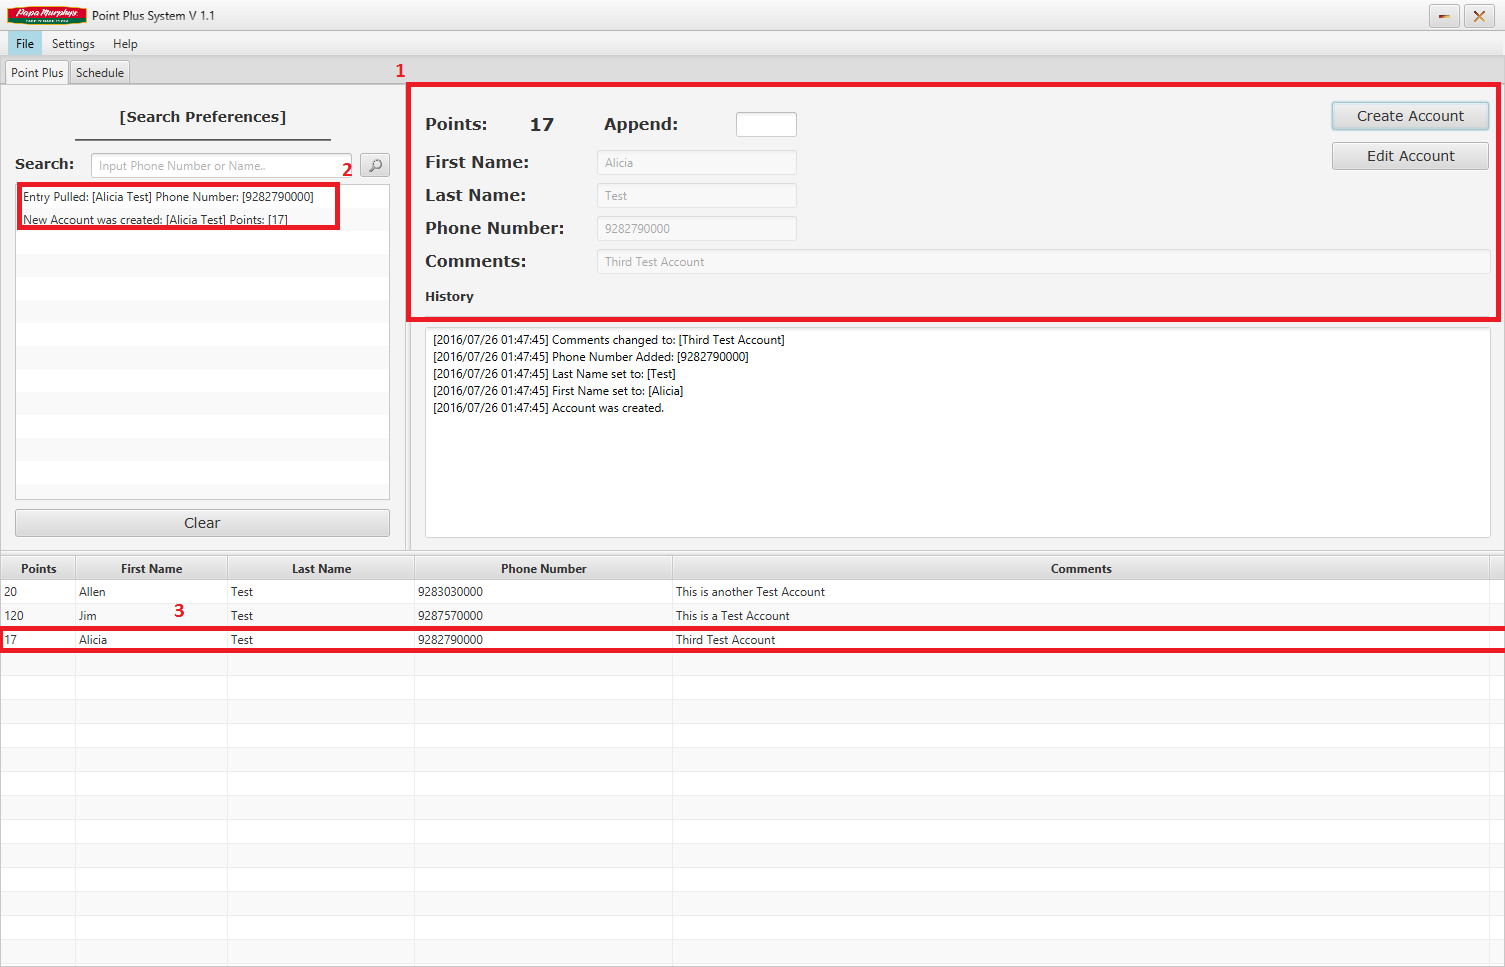 Papa Murphy's Point Plus System V 1.1
File Settings Help
Point Plus Schedule
1
[Search Preferences]
Search: Input Phone Number or Name..
2
Entry Pulled: [Alicia Test] Phone Number: [9282790000]
New Account was created: [Alicia Test] Points: [17]
Clear
Points: 17 Append:
Create Account
Edit Account
First Name: Alicia
Last Name: Test
Phone Number: 9282790000
Comments: Third Test Account
History
[2016/07/26 01:47:45] Comments changed to: [Third Test Account]
[2016/07/26 01:47:45] Phone Number Added: [9282790000]
[2016/07/26 01:47:45] Last Name set to: [Test]
[2016/07/26 01:47:45] First Name set to: [Alicia]
[2016/07/26 01:47:45] Account was created.
Points First Name Last Name Phone Number Comments
20 Allen Test 9283030000 This is another Test Account
120 Jim Test 9287570000 This is a Test Account
3
17 Alicia Test 9282790000 Third Test Account